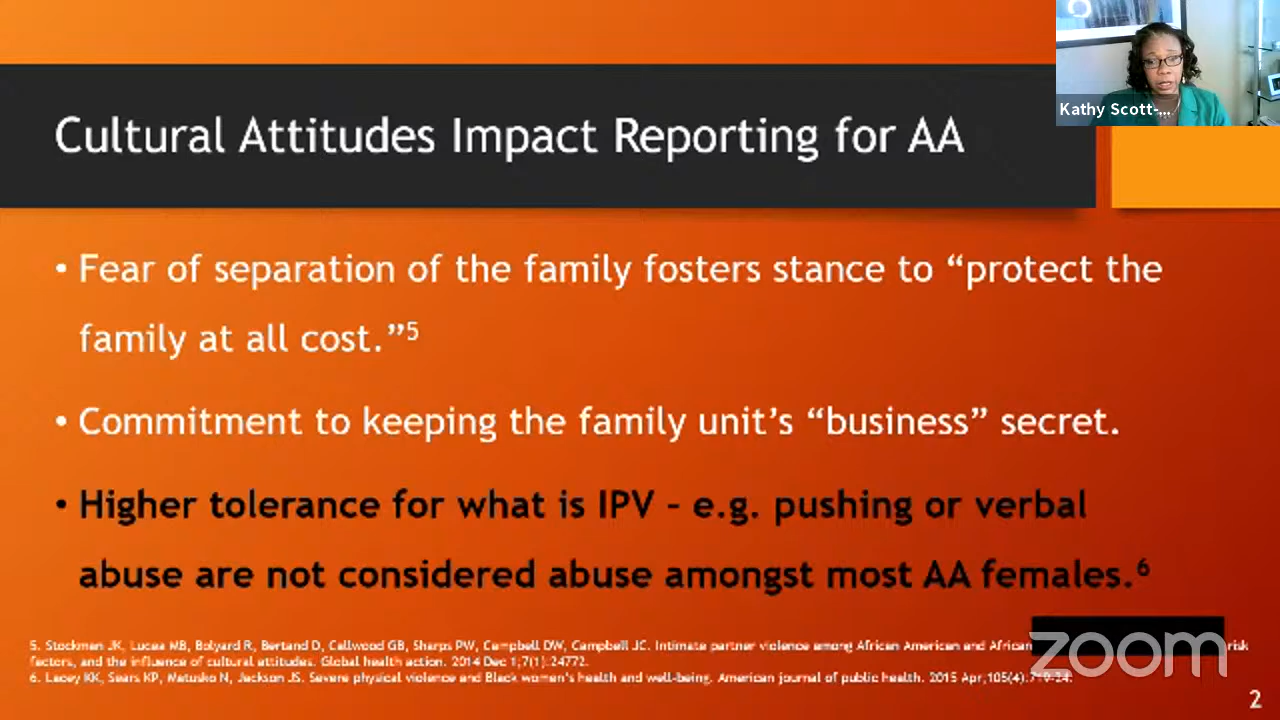 Kathy Scott-...
Cultural Attitudes Impact Reporting for AA
• Fear of separation of the family fosters stance to “protect the
family at all cost.”5
• Commitment to keeping the family unit’s “business” secret.
• Higher tolerance for what is IPV – e.g. pushing or verbal
abuse are not considered abuse amongst most AA females.6
5. Stockman JK, Lucea MB, Bolyard R, Bertand D, Callwood GB, Sharps PW, Campbell DW, Campbell JC. Intimate partner violence among African American and African risk
factors, and the influence of cultural attitudes. Global health action. 2014 Dec 1;7(1):24772.
6. Lacey KK, Sears KP, Matusko N, Jackson JS. Severe physical violence and Black women’s health and well-being. American journal of public health. 2015 Apr;105(4):719-24.
zoom
2